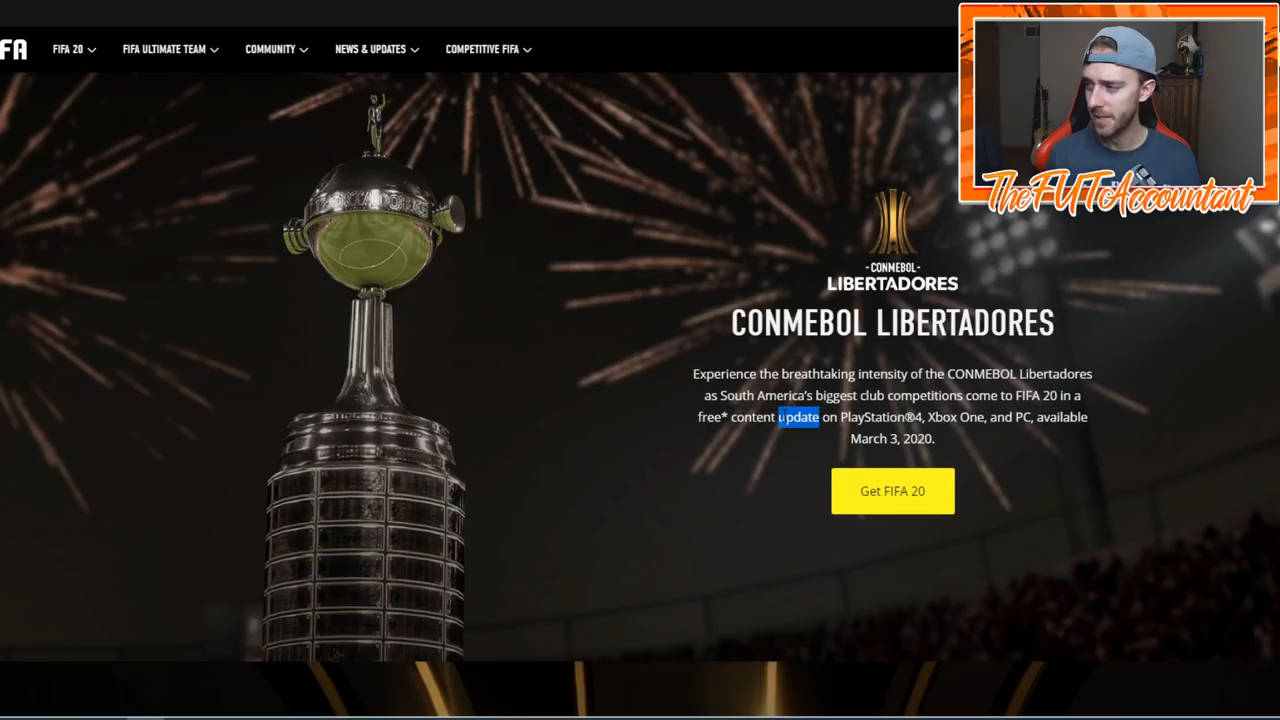 FA
FIFA 20
FIFA ULTIMATE TEAM
COMMUNITY
NEWS & UPDATES
COMPETITIVE FIFA
TheFUTAccountant
-CONMEBOL-
LIBERTADORES
CONMEBOL LIBERTADORES
Experience the breathtaking intensity of the CONMEBOL Libertadores
as South America's biggest club competitions come to FIFA 20 in a
free* content update on PlayStation®4, Xbox One, and PC, available
March 3, 2020.
Get FIFA 20